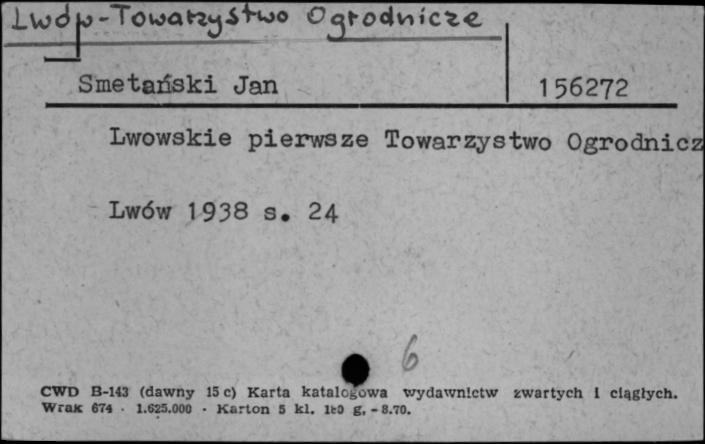 Lwów-Towarzystwo Ogrodnicze
Smetański Jan 156272
Lwowskie pierwsze Towarzystwo Ogrodnicz
Lwów 1938 s. 24
6
CWD B-143 (dawny 15 c) Karta katalogowa wydawnictw zwartych i ciągłych.
Wrak 674 - 1.625.000 - Karton 5 kl. 180 g. - 8.70.